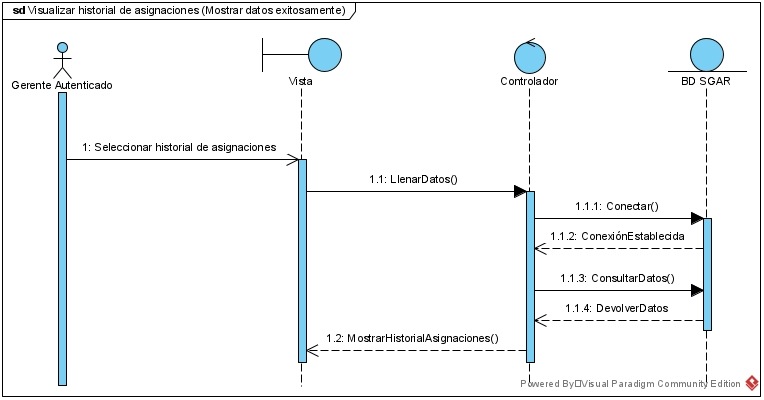 sd Visualizar historial de asignaciones (Mostrar datos exitosamente)
Gerente Autenticado
Vista
Controlador
BD SGAR
1: Seleccionar historial de asignaciones
1.1: LlenarDatos()
1.1.1: Conectar()
1.1.2: ConexiónEstablecida
1.1.3: ConsultarDatos()
1.1.4: DevolverDatos
1.2: MostrarHistorialAsignaciones()
Powered By Visual Paradigm Community Edition